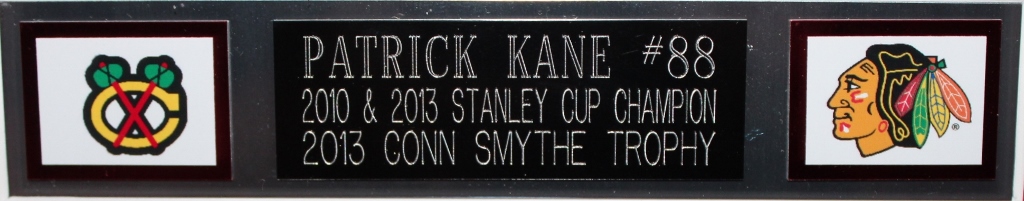 PATRICK KANE #88
2010 & 2013 STANLEY CUP CHAMPION
2013 CONN SMYTHE TROPHY